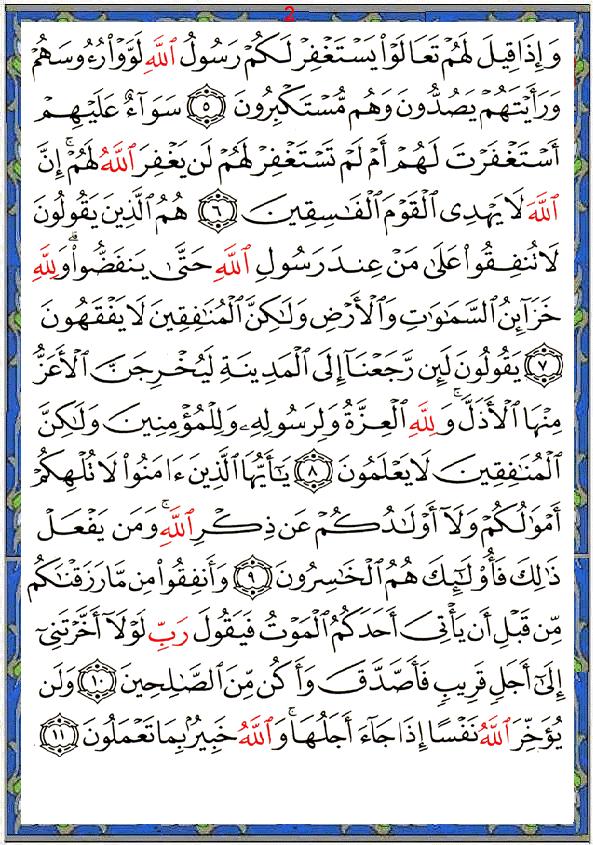 2
وَإِذَا قِيلَ لَهُمۡ تَعَالَوۡاْ يَسۡتَغۡفِرۡ لَكُمۡ رَسُولُ ٱللَّهِ لَوَّوۡاْ رُءُوسَهُمۡ
وَرَأَيۡتَهُمۡ يَصُدُّونَ وَهُم مُّسۡتَكۡبِرُونَ ٥ سَوَآءٌ عَلَيۡهِمۡ
أَسۡتَغۡفَرۡتَ لَهُمۡ أَمۡ لَمۡ تَسۡتَغۡفِرۡ لَهُمۡ لَن يَغۡفِرَ ٱللَّهُ لَهُمۡۚ إِنَّ
ٱللَّهَ لَا يَهۡدِي ٱلۡقَوۡمَ ٱلۡفَٰسِقِينَ ٦ هُمُ ٱلَّذِينَ يَقُولُونَ
لَا تُنفِقُواْ عَلَىٰ مَنۡ عِندَ رَسُولِ ٱللَّهِ حَتَّىٰ يَنفَضُّواْۗ وَلِلَّهِ
خَزَآئِنُ ٱلسَّمَٰوَٰتِ وَٱلۡأَرۡضِ وَلَٰكِنَّ ٱلۡمُنَٰفِقِينَ لَا يَفۡقَهُونَ
٧ يَقُولُونَ لَئِن رَّجَعۡنَآ إِلَى ٱلۡمَدِينَةِ لَيُخۡرِجَنَّ ٱلۡأَعَزُّ
مِنۡهَا ٱلۡأَذَلَّۚ وَلِلَّهِ ٱلۡعِزَّةُ وَلِرَسُولِهِۦ وَلِلۡمُؤۡمِنِينَ وَلَٰكِنَّ
ٱلۡمُنَٰفِقِينَ لَا يَعۡلَمُونَ ٨ يَٰٓأَيُّهَا ٱلَّذِينَ ءَامَنُواْ لَا تُلۡهِكُمۡ
أَمۡوَٰلُكُمۡ وَلَآ أَوۡلَٰدُكُمۡ عَن ذِكۡرِ ٱللَّهِۚ وَمَن يَفۡعَلۡ
ذَٰلِكَ فَأُوْلَٰٓئِكَ هُمُ ٱلۡخَٰسِرُونَ ٩ وَأَنفِقُواْ مِن مَّا رَزَقۡنَٰكُم
مِّن قَبۡلِ أَن يَأۡتِيَ أَحَدَكُمُ ٱلۡمَوۡتُ فَيَقُولَ رَبِّ لَوۡلَآ أَخَّرۡتَنِيٓ
إِلَىٰٓ أَجَلٖ قَرِيبٖ فَأَصَّدَّقَ وَأَكُن مِّنَ ٱلصَّٰلِحِينَ ١٠ وَلَن
يُؤَخِّرَ ٱللَّهُ نَفۡسًا إِذَا جَآءَ أَجَلُهَاۚ وَٱللَّهُ خَبِيرُۢ بِمَا تَعۡمَلُونَ ١١